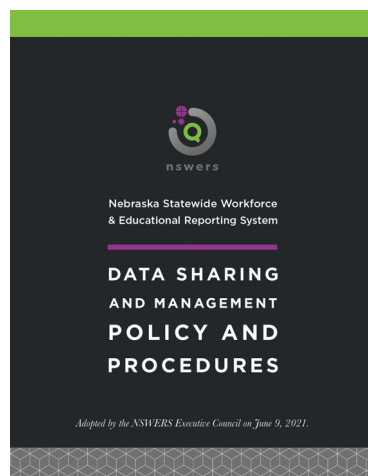 nswers
Nebraska Statewide Workforce
& Educational Reporting System
DATA SHARING
AND MANAGEMENT
POLICY AND
PROCEDURES
Adopted by the NSWERS Executive Council on June 9, 2021.